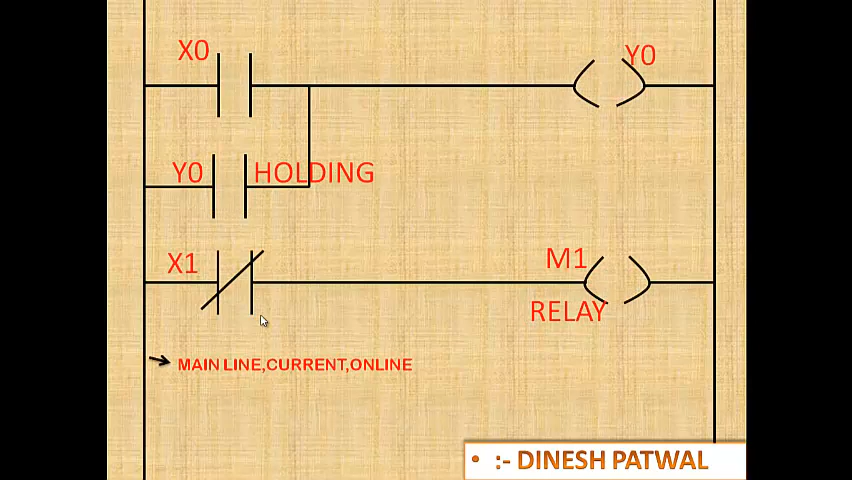 X0
Y0
Y0 HOLDING
X1
M1
RELAY
MAIN LINE,CURRENT,ONLINE
• :- DINESH PATWAL